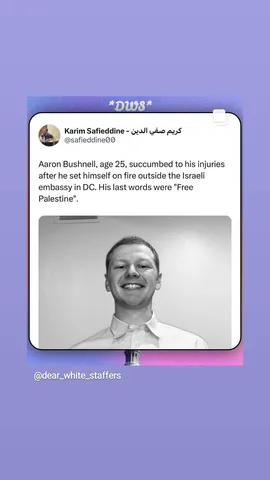 *DWS*
Karim Safieddine - كريم صفي الدين
@safieddine00
Aaron Bushnell, age 25, succumbed to his injuries
after he set himself on fire outside the Israeli
embassy in DC. His last words were "Free
Palestine".
@dear_white_staffers